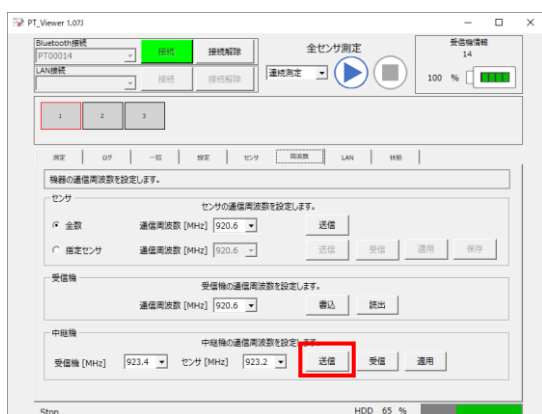 PT_Viewer 1.07J
Bluetooth接続
PT00014
接続
接続解除
LAN接続
接続
接続解除
全センサ測定
連続測定
受信機情報
14
100 %
1 2 3
測定 ログ 一覧 設定 センサ 周波数 LAN 状態
機器の通信周波数を設定します。
センサ
センサの通信周波数を設定します。
全数 通信周波数 [MHz] 920.6 送信
指定センサ 通信周波数 [MHz] 920.6 送信 受信 適用 保存
受信機
受信機の通信周波数を設定します。
通信周波数 [MHz] 920.6 書込 読出
中継機
中継機の通信周波数を設定します。
受信機 [MHz] 923.4 センサ [MHz] 923.2 送信 受信 適用
Stop HDD 65 %